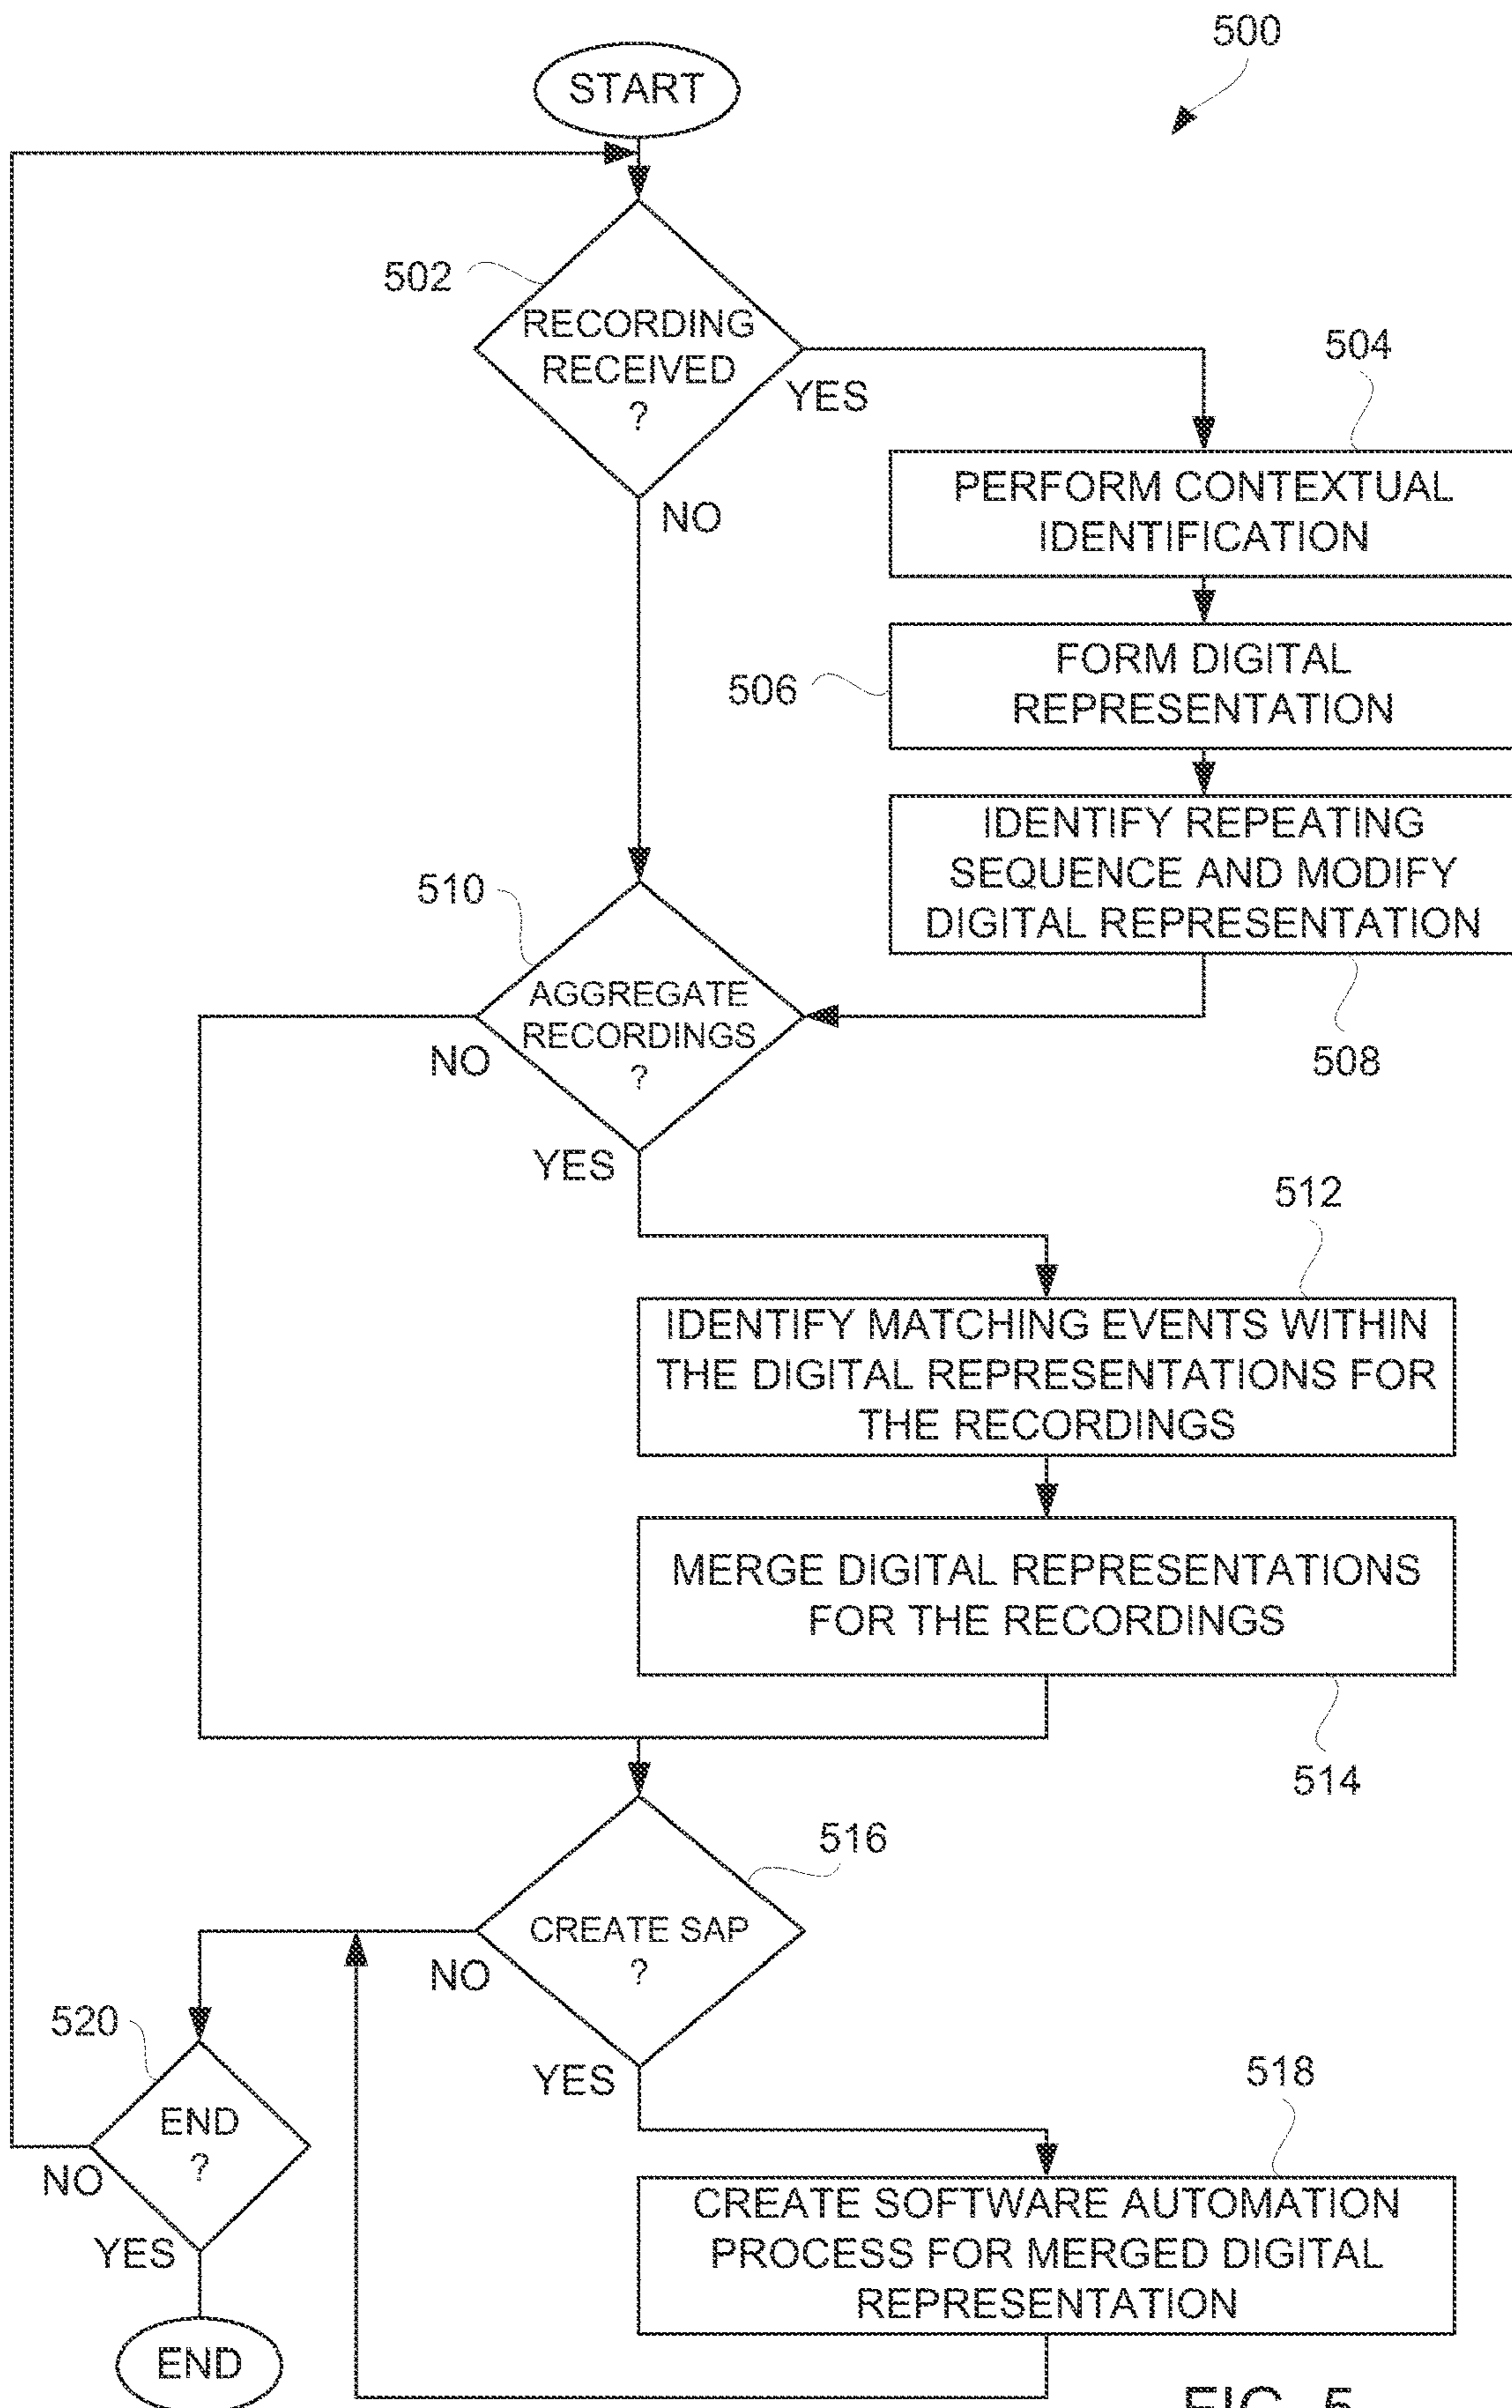 500
START
502
RECORDING
RECEIVED
?
YES
NO
504
PERFORM CONTEXTUAL
IDENTIFICATION
506
FORM DIGITAL
REPRESENTATION
IDENTIFY REPEATING
SEQUENCE AND MODIFY
DIGITAL REPRESENTATION
508
510
AGGREGATE
RECORDINGS
?
NO
YES
512
IDENTIFY MATCHING EVENTS WITHIN
THE DIGITAL REPRESENTATIONS FOR
THE RECORDINGS
MERGE DIGITAL REPRESENTATIONS
FOR THE RECORDINGS
514
516
CREATE SAP
?
NO
YES
518
CREATE SOFTWARE AUTOMATION
PROCESS FOR MERGED DIGITAL
REPRESENTATION
520
END
?
NO
YES
END
FIG. 5